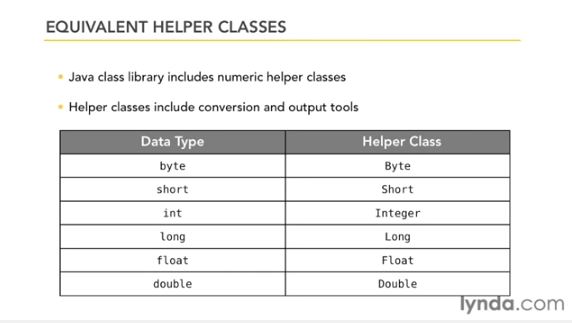 EQUIVALENT HELPER CLASSES
Java class library includes numeric helper classes
Helper classes include conversion and output tools
Data Type Helper Class
byte Byte
short Short
int Integer
long Long
float Float
double Double
lynda.com